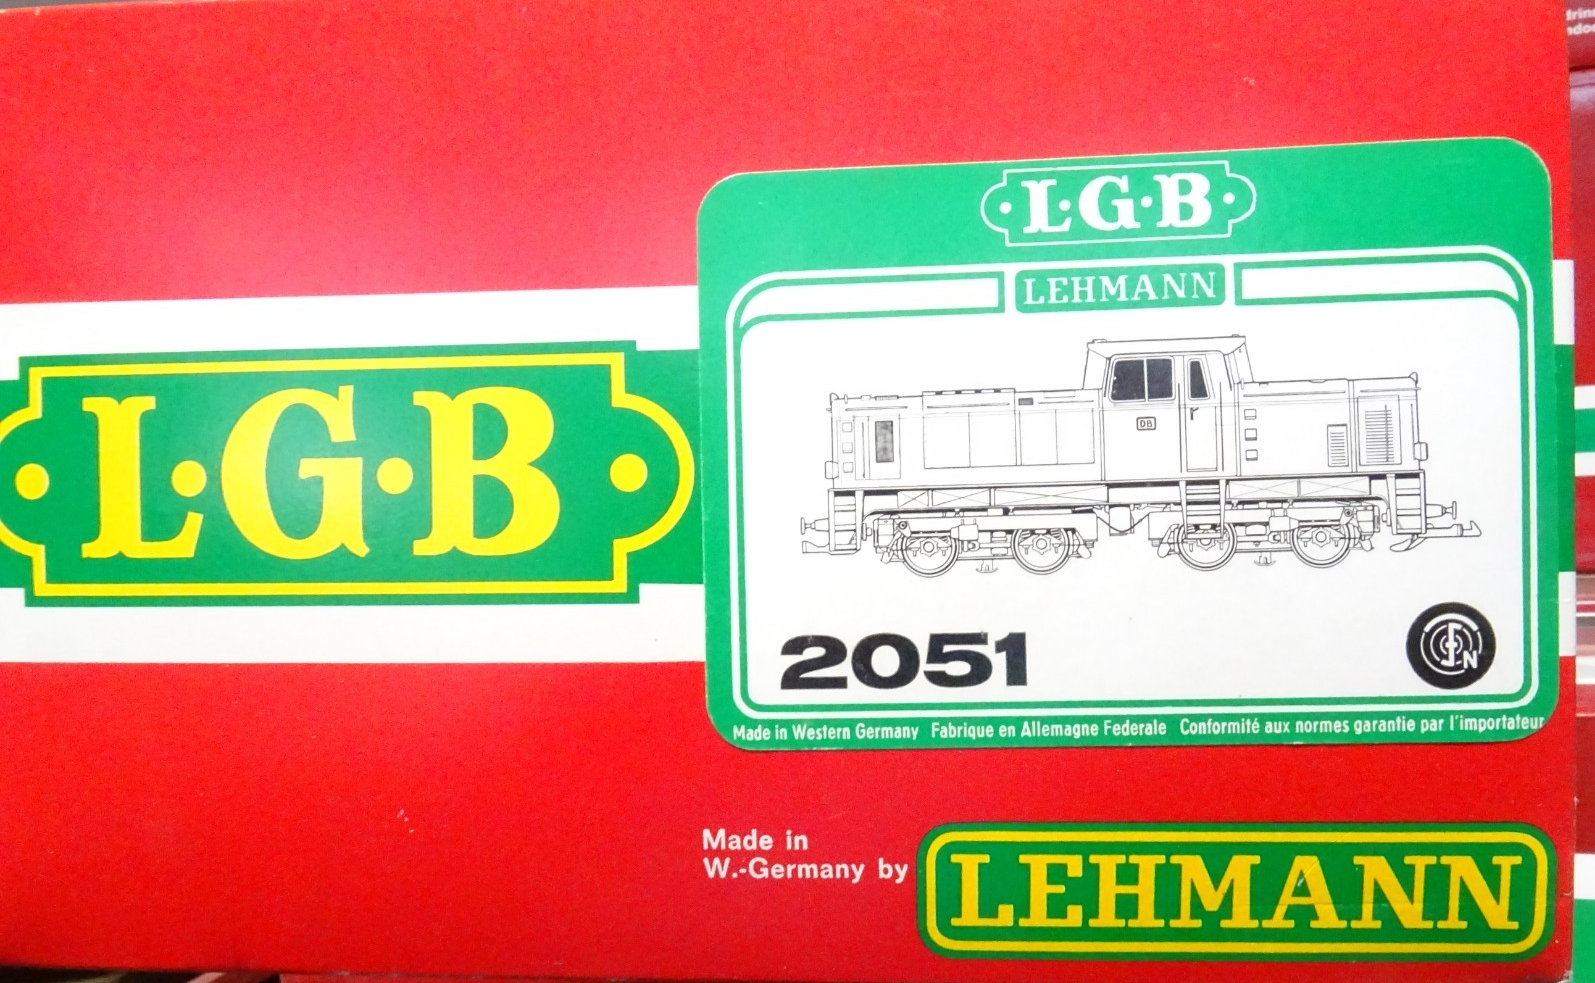 L·G·B
L·G·B
LEHMANN
DB
2051
N
Made in Western Germany Fabrique en Allemagne Federale Conformité aux normes garantie par l'importateur
Made in
W.-Germany by
LEHMANN